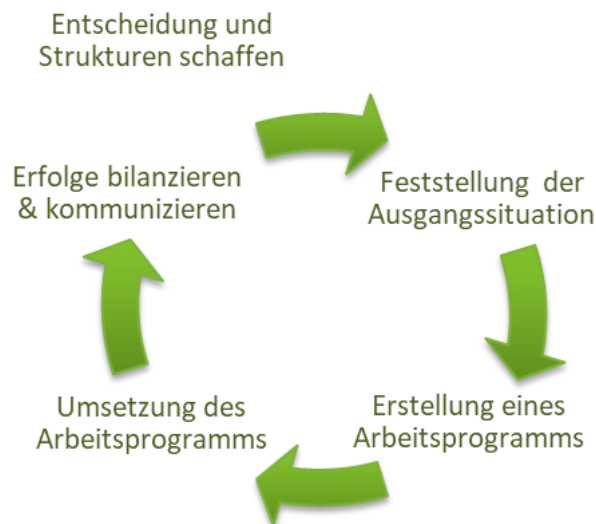 Entscheidung und
Strukturen schaffen
Erfolge bilanzieren
& kommunizieren
Feststellung der
Ausgangssituation
Umsetzung des
Arbeitsprogramms
Erstellung eines
Arbeitsprogramms